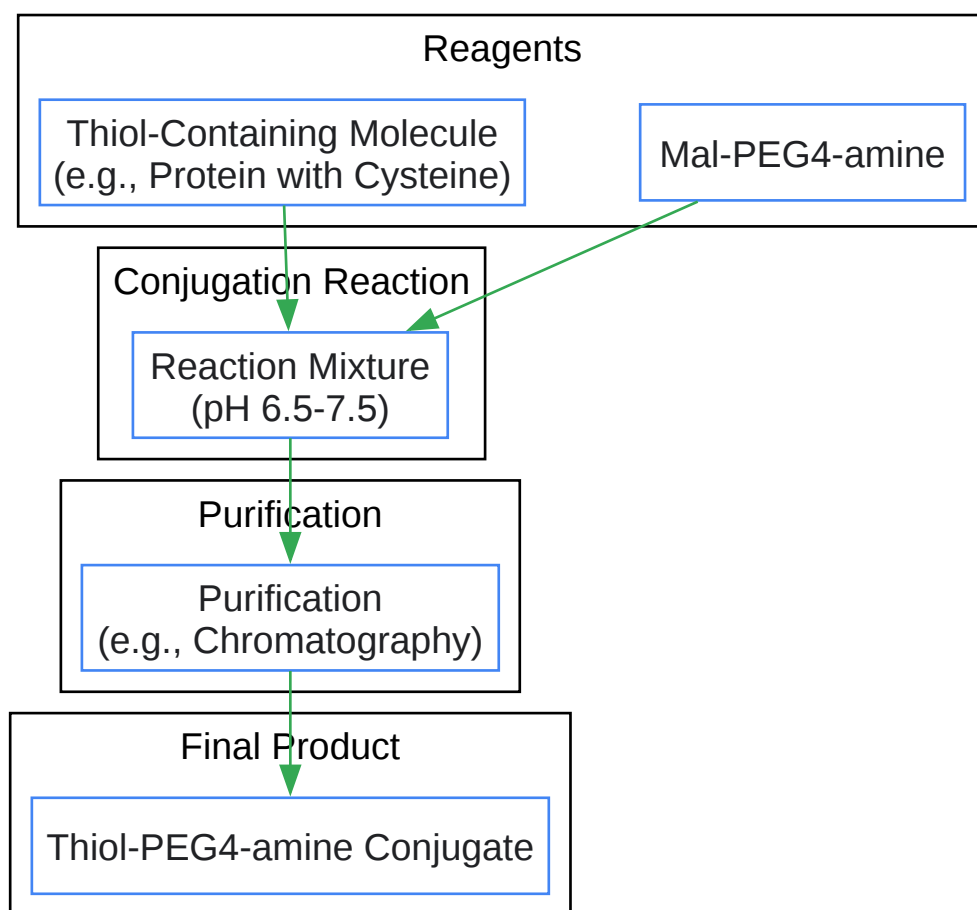 Reagents
Thiol-Containing Molecule
(e.g., Protein with Cysteine)
Mal-PEG4-amine
Conjugation Reaction
Reaction Mixture
(pH 6.5-7.5)
Purification
Purification
(e.g., Chromatography)
Final Product
Thiol-PEG4-amine Conjugate